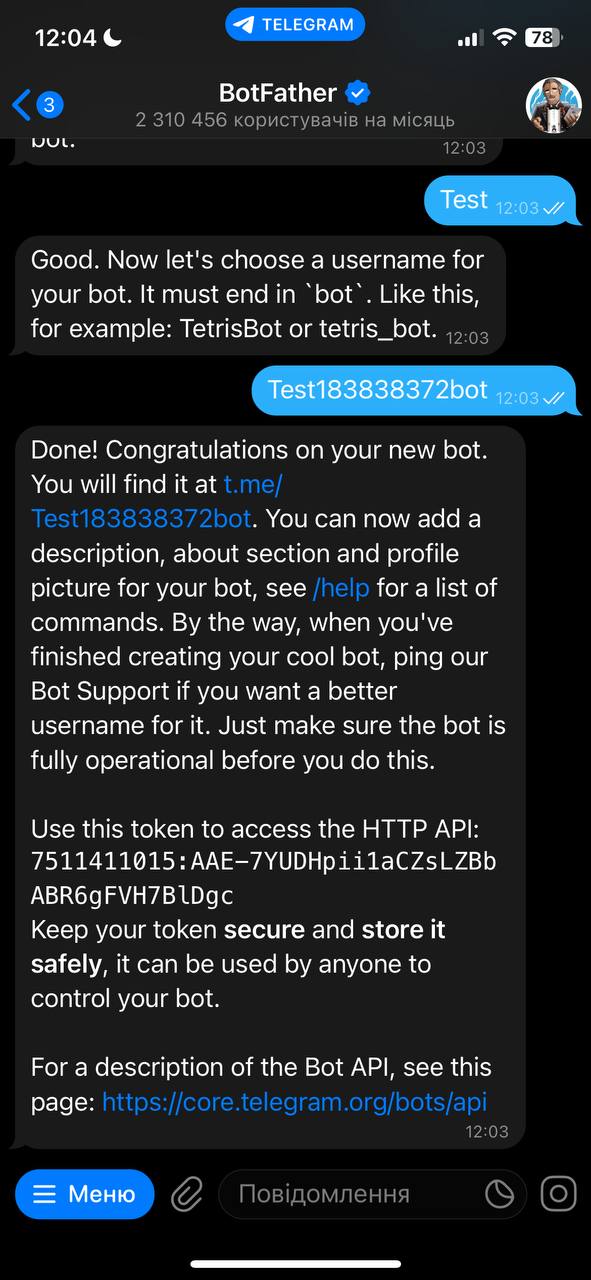 12:04
TELEGRAM
78
3
BotFather
2 310 456 користувачів на місяць
bot.
12:03
Test 12:03
Good. Now let's choose a username for
your bot. It must end in `bot`. Like this,
for example: TetrisBot or tetris_bot. 12:03
Test183838372bot 12:03
Done! Congratulations on your new bot.
You will find it at t.me/
Test183838372bot. You can now add a
description, about section and profile
picture for your bot, see /help for a list of
commands. By the way, when you've
finished creating your cool bot, ping our
Bot Support if you want a better
username for it. Just make sure the bot is
fully operational before you do this.
Use this token to access the HTTP API:
7511411015:AAE-7YUDHpii1aCZsLZBb
ABR6gFVH7BlDgc
Keep your token secure and store it
safely, it can be used by anyone to
control your bot.
For a description of the Bot API, see this
page: https://core.telegram.org/bots/api
12:03
Меню
Повідомлення